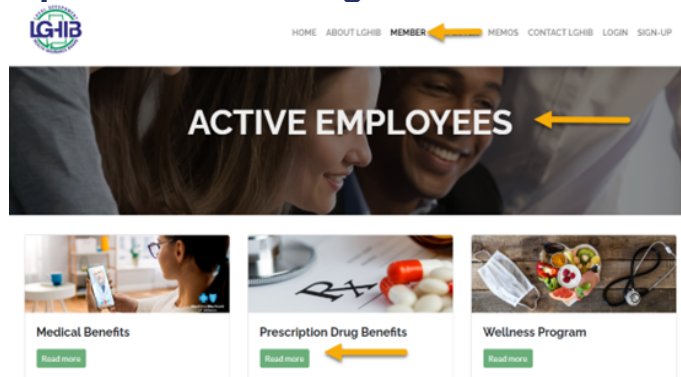 LGHIB
HOME ABOUT LGHIB MEMBER MEMOS CONTACT LGHIB LOGIN SIGN-UP
ACTIVE EMPLOYEES
Rx
Medical Benefits Prescription Drug Benefits Wellness Program
Read more Read more Read more